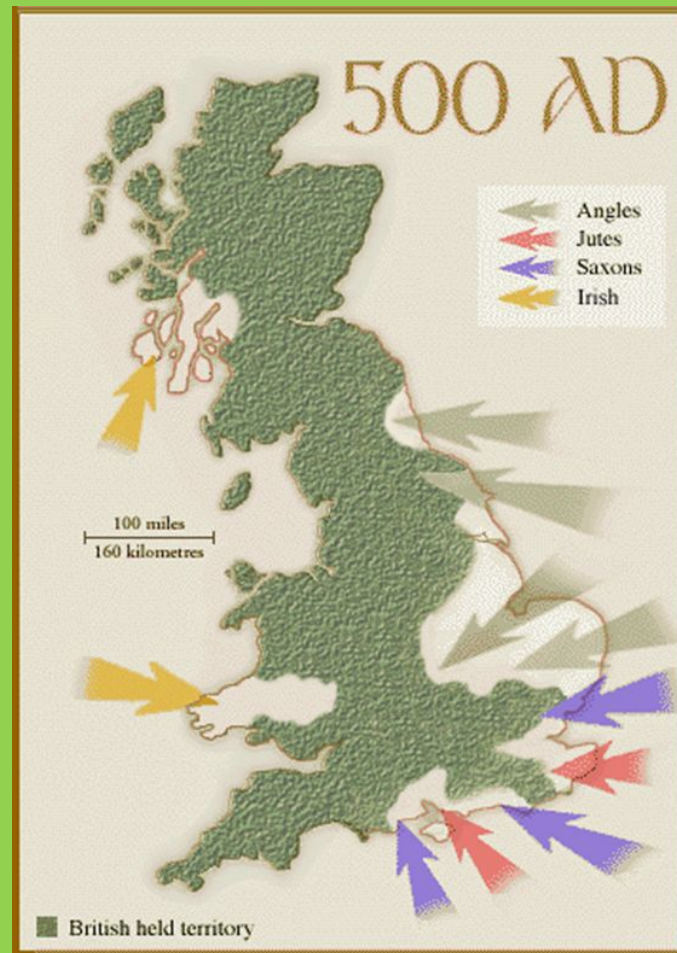 500 AD
Angles
Jutes
Saxons
Irish
100 miles
160 kilometres
British held territory